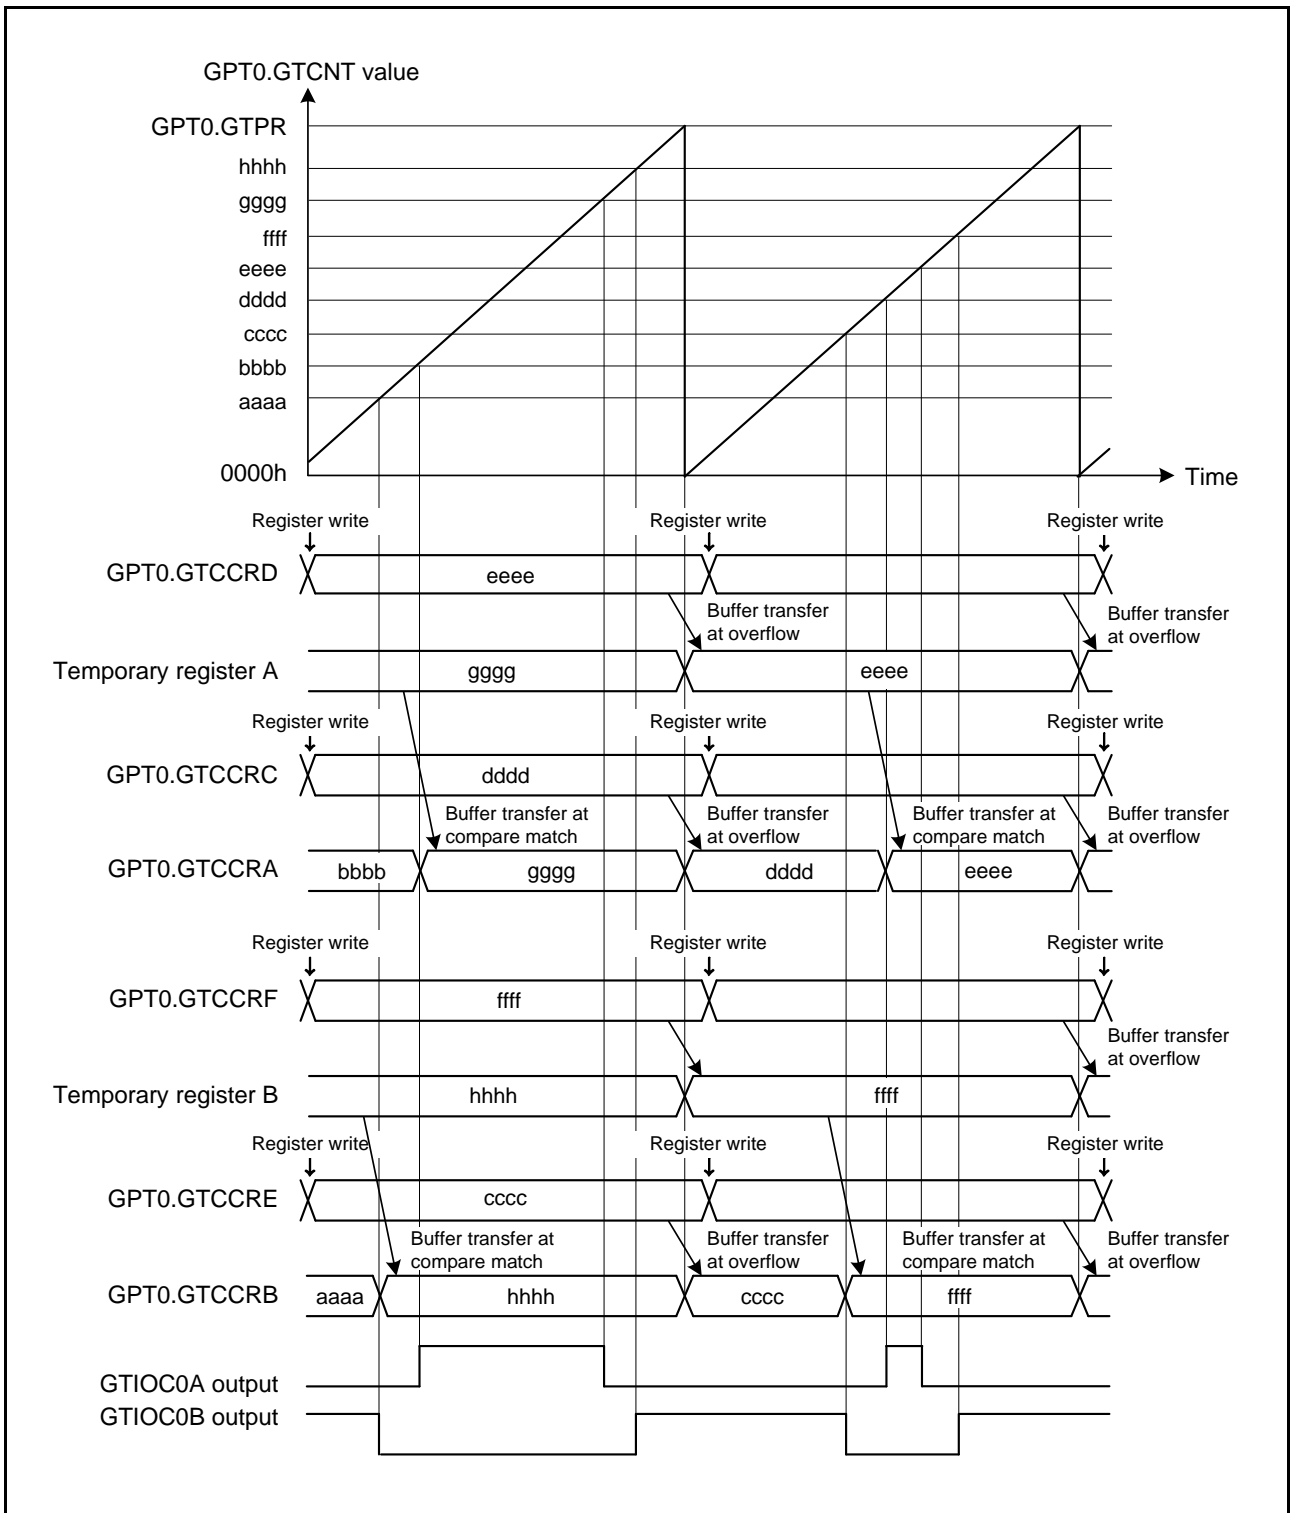 GPT0.GTCNT value
GPT0.GTPR
hhhh
gggg
ffff
eeee
dddd
cccc
bbbb
aaaa
0000h
Time
Register write
Register write
Register write
GPT0.GTCCRD
eeee
Buffer transfer
at overflow
Buffer transfer
at overflow
Temporary register A
gggg
eeee
Register write
Register write
Register write
GPT0.GTCCRC
dddd
Buffer transfer at
compare match
Buffer transfer
at overflow
Buffer transfer at
compare match
Buffer transfer
at overflow
GPT0.GTCCRA
bbbb
gggg
dddd
eeee
Register write
Register write
Register write
GPT0.GTCCRF
ffff
Buffer transfer
at overflow
Temporary register B
hhhh
ffff
Register write
Register write
Register write
GPT0.GTCCRE
cccc
Buffer transfer at
compare match
Buffer transfer
at overflow
Buffer transfer at
compare match
Buffer transfer
at overflow
GPT0.GTCCRB
aaaa
hhhh
cccc
ffff
GTIOC0A output
GTIOC0B output